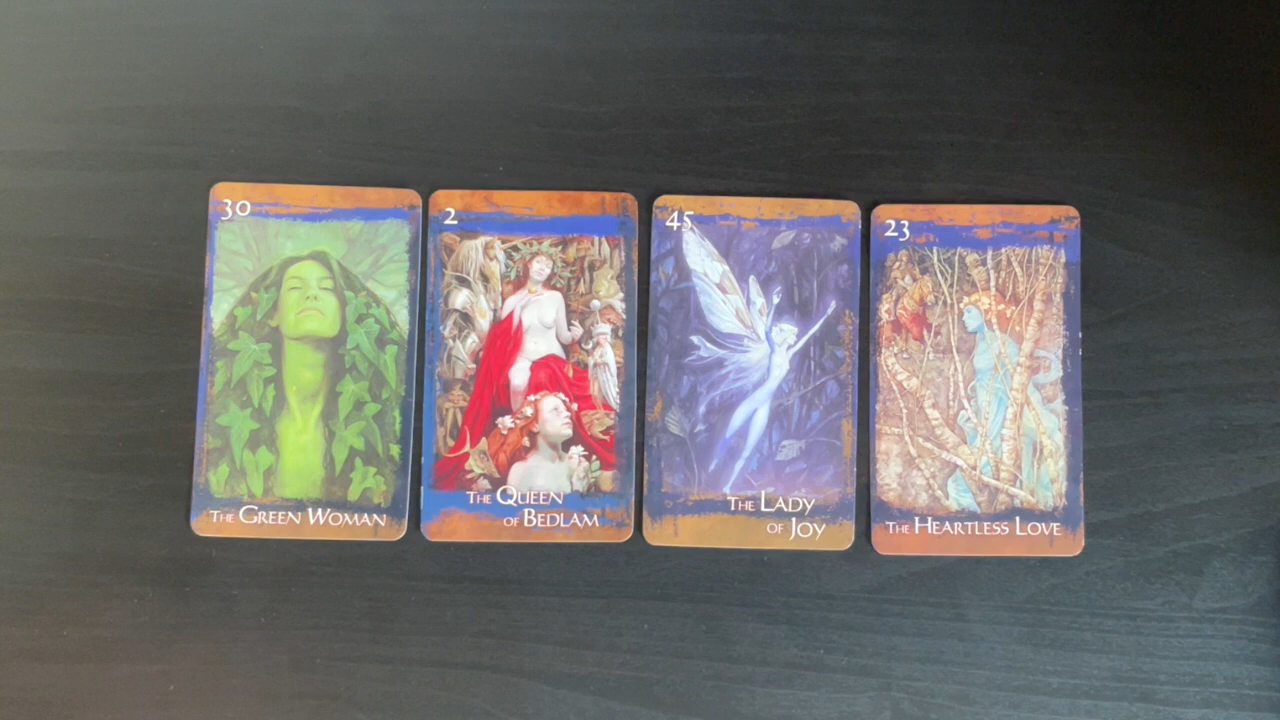 30
THE GREEN WOMAN
2
THE QUEEN
OF BEDLAM
45
THE LADY
OF JOY
23
THE HEARTLESS LOVE